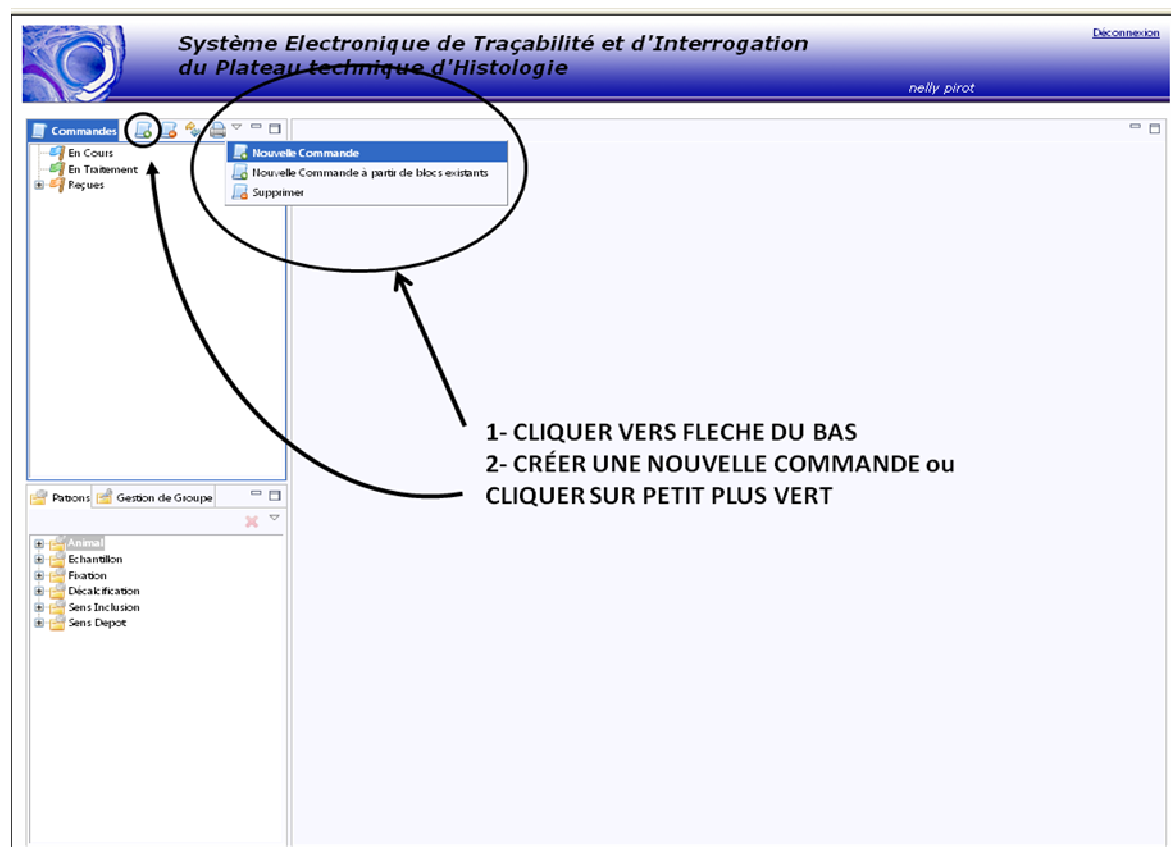 Système Electronique de Traçabilité et d'Interrogation
du Plateau technique d'Histologie
Déconnexion
nelly pirot
Commandes
En Cours
En Traitement
Reçues
Nouvelle Commande
Nouvelle Commande à partir de blocs existants
Supprimer
1- CLIQUER VERS FLECHE DU BAS
2- CRÉER UNE NOUVELLE COMMANDE ou
CLIQUER SUR PETIT PLUS VERT
Patrons Gestion de Groupe
Animal
Echantillon
Fixation
Décalcification
Sens Inclusion
Sens Depot